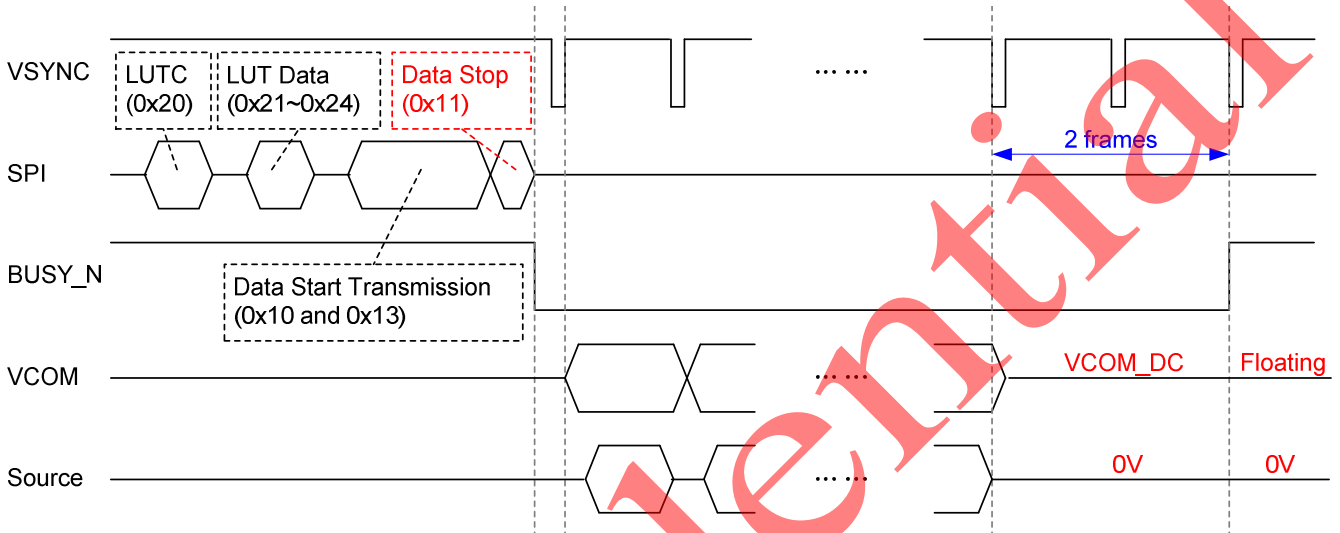 VSYNC
LUTC
(0x20)
LUT Data
(0x21~0x24)
Data Stop
(0x11)
... ...
2 frames
SPI
BUSY_N
Data Start Transmission
(0x10 and 0x13)
VCOM
... ...
VCOM_DC
Floating
Source
... ...
0V
0V
dential